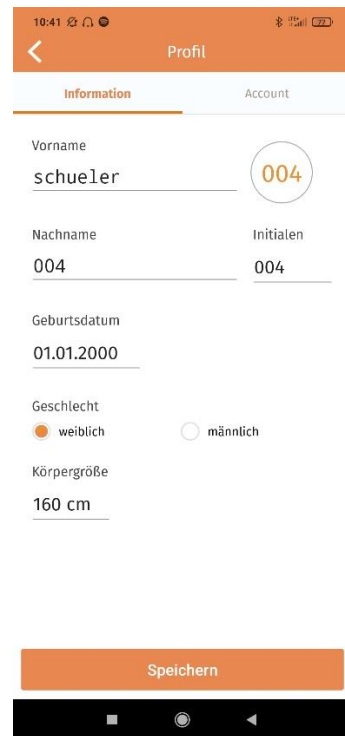 10:41
77
Profil
Information Account
Vorname
schueler
004
Nachname Initialen
004 004
Geburtsdatum
01.01.2000
Geschlecht
weiblich männlich
Körpergröße
160 cm
Speichern